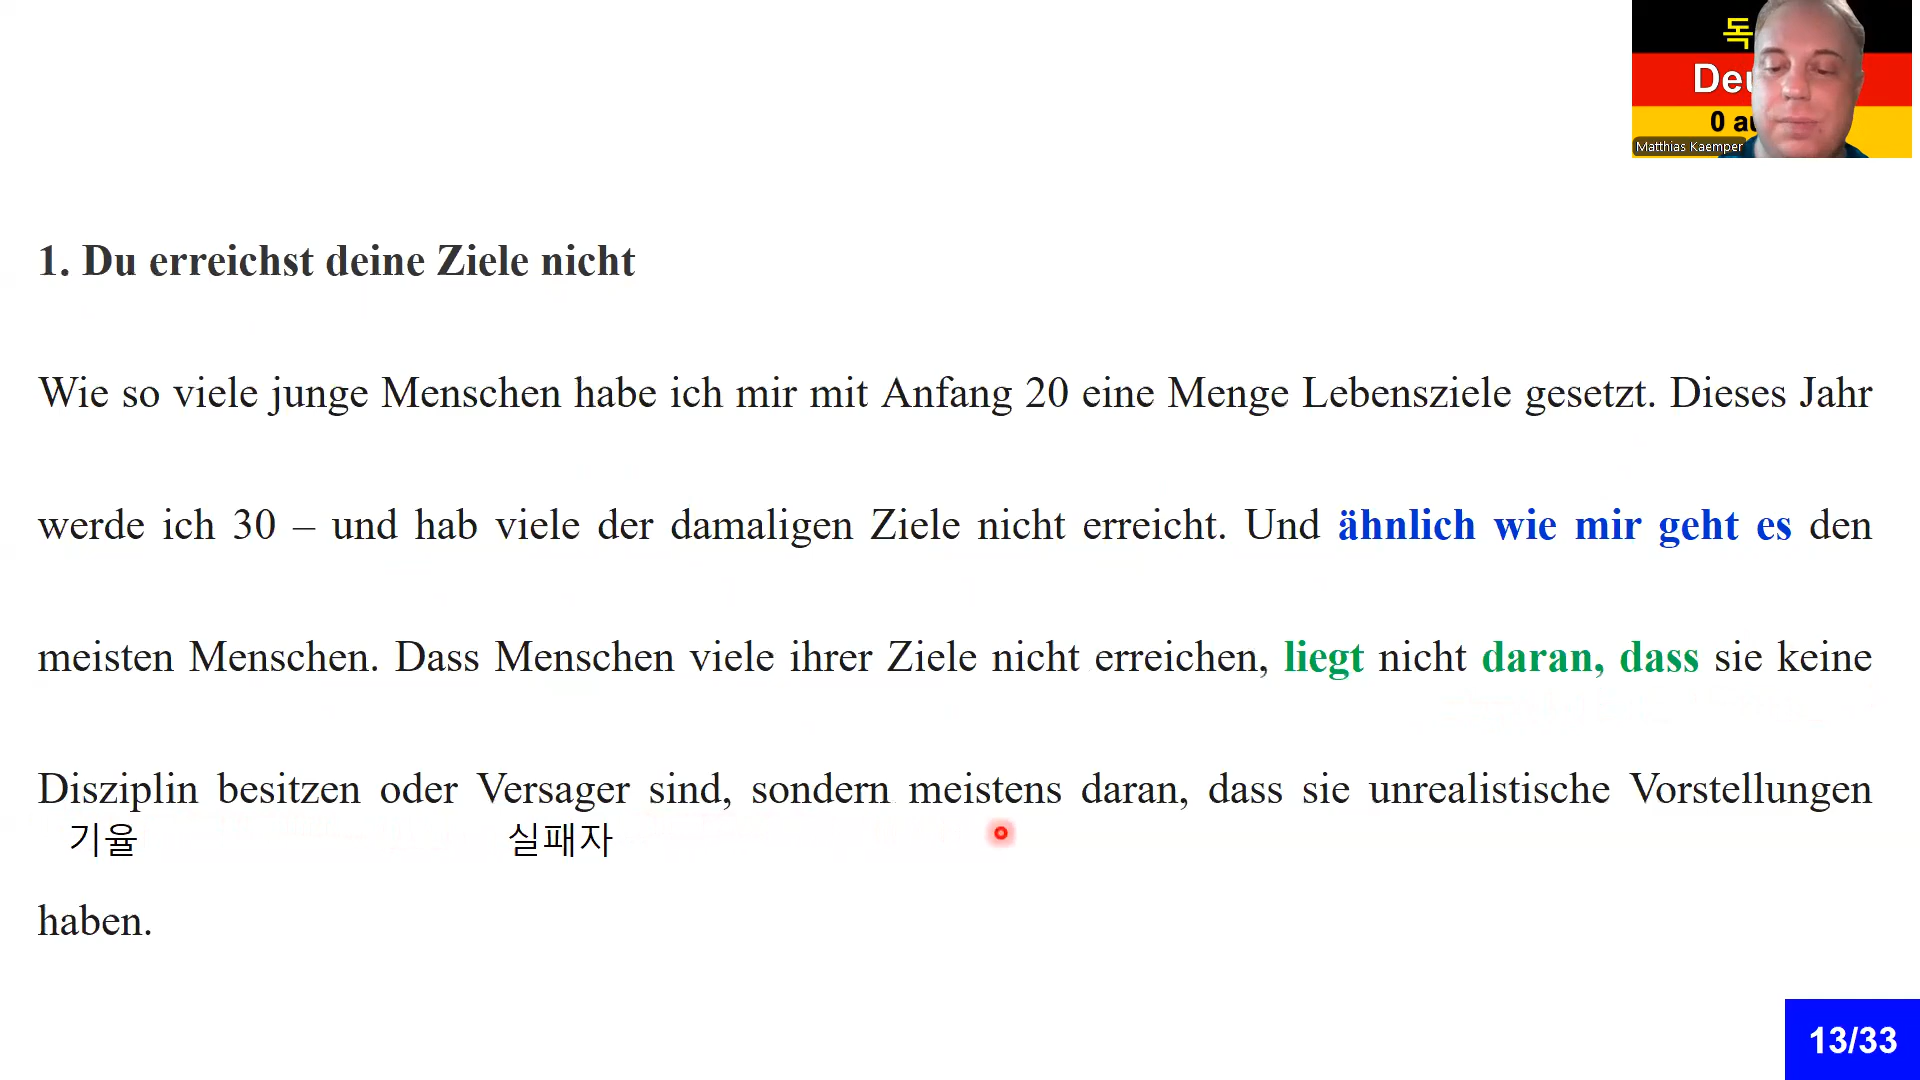 독
Deu
0 au
Matthias Kaemper
1. Du erreichst deine Ziele nicht
Wie so viele junge Menschen habe ich mir mit Anfang 20 eine Menge Lebensziele gesetzt. Dieses Jahr
werde ich 30 – und hab viele der damaligen Ziele nicht erreicht. Und ähnlich wie mir geht es den
meisten Menschen. Dass Menschen viele ihrer Ziele nicht erreichen, liegt nicht daran, dass sie keine
Disziplin besitzen oder Versager sind, sondern meistens daran, dass sie unrealistische Vorstellungen
기율 실패자
haben.
13/33